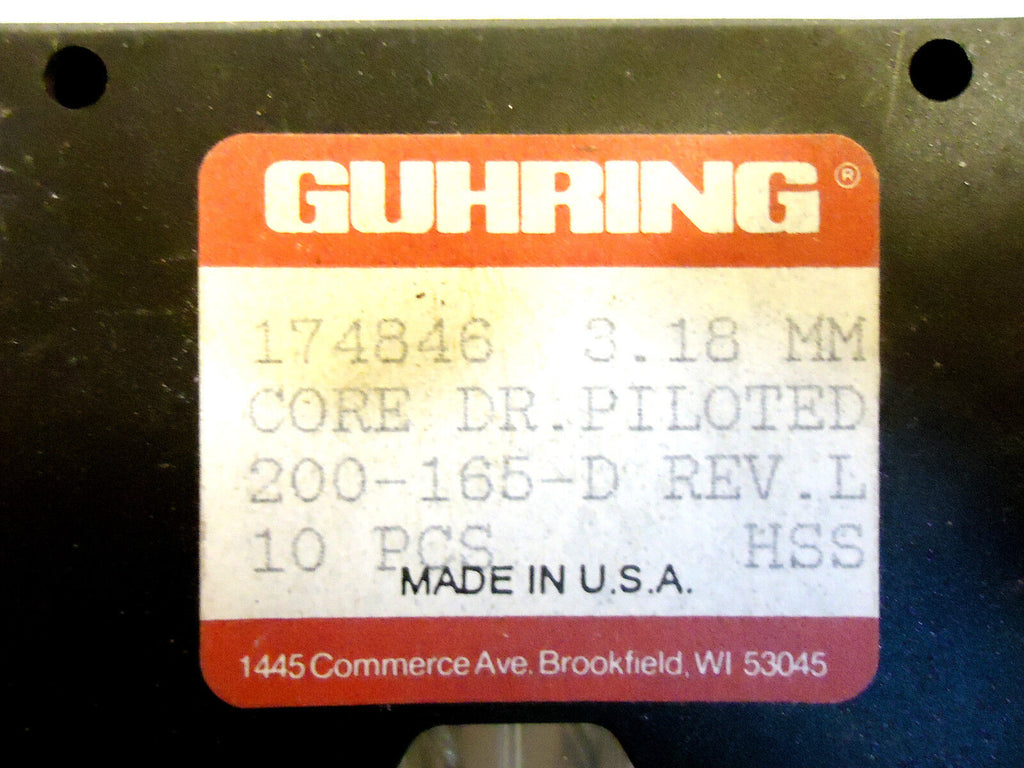 GUHRING ®
174846 3.18 MM
CORE DR.PILOTED
200-165-D REV.L
10 PCS HSS
MADE IN U.S.A.
1445 Commerce Ave. Brookfield, WI 53045